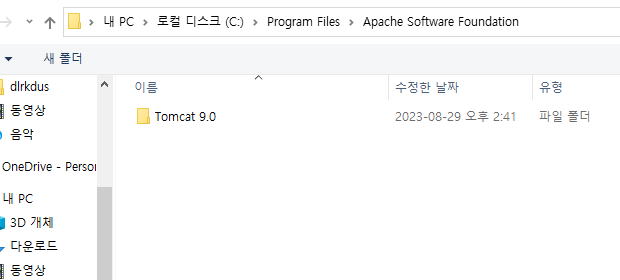 내 PC > 로컬 디스크 (C:) > Program Files > Apache Software Foundation
새 폴더
이름 수정한 날짜 유형
dlrkdus
Tomcat 9.0 2023-08-29 오후 2:41 파일 폴더
동영상
음악
OneDrive - Person
내 PC
3D 개체
다운로드
동영상